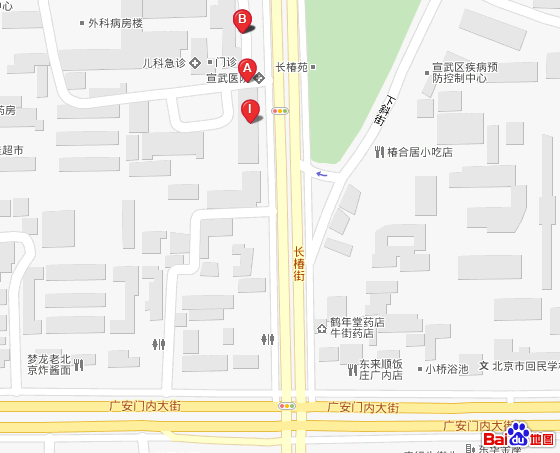 中心
B
外科病房楼
儿科急诊
门诊
A
宣武医院
长椿苑
宣武区疾病预
防控制中心
药房
I
下斜街
超市
椿合居小吃店
长椿街
鹤年堂药店
牛街药店
梦龙老北
京炸酱面
东来顺饭
庄广内店
小桥浴池
文
北京市回民学校
广安门内大街
广安门内大街
广安门内大街
Bai du 地图